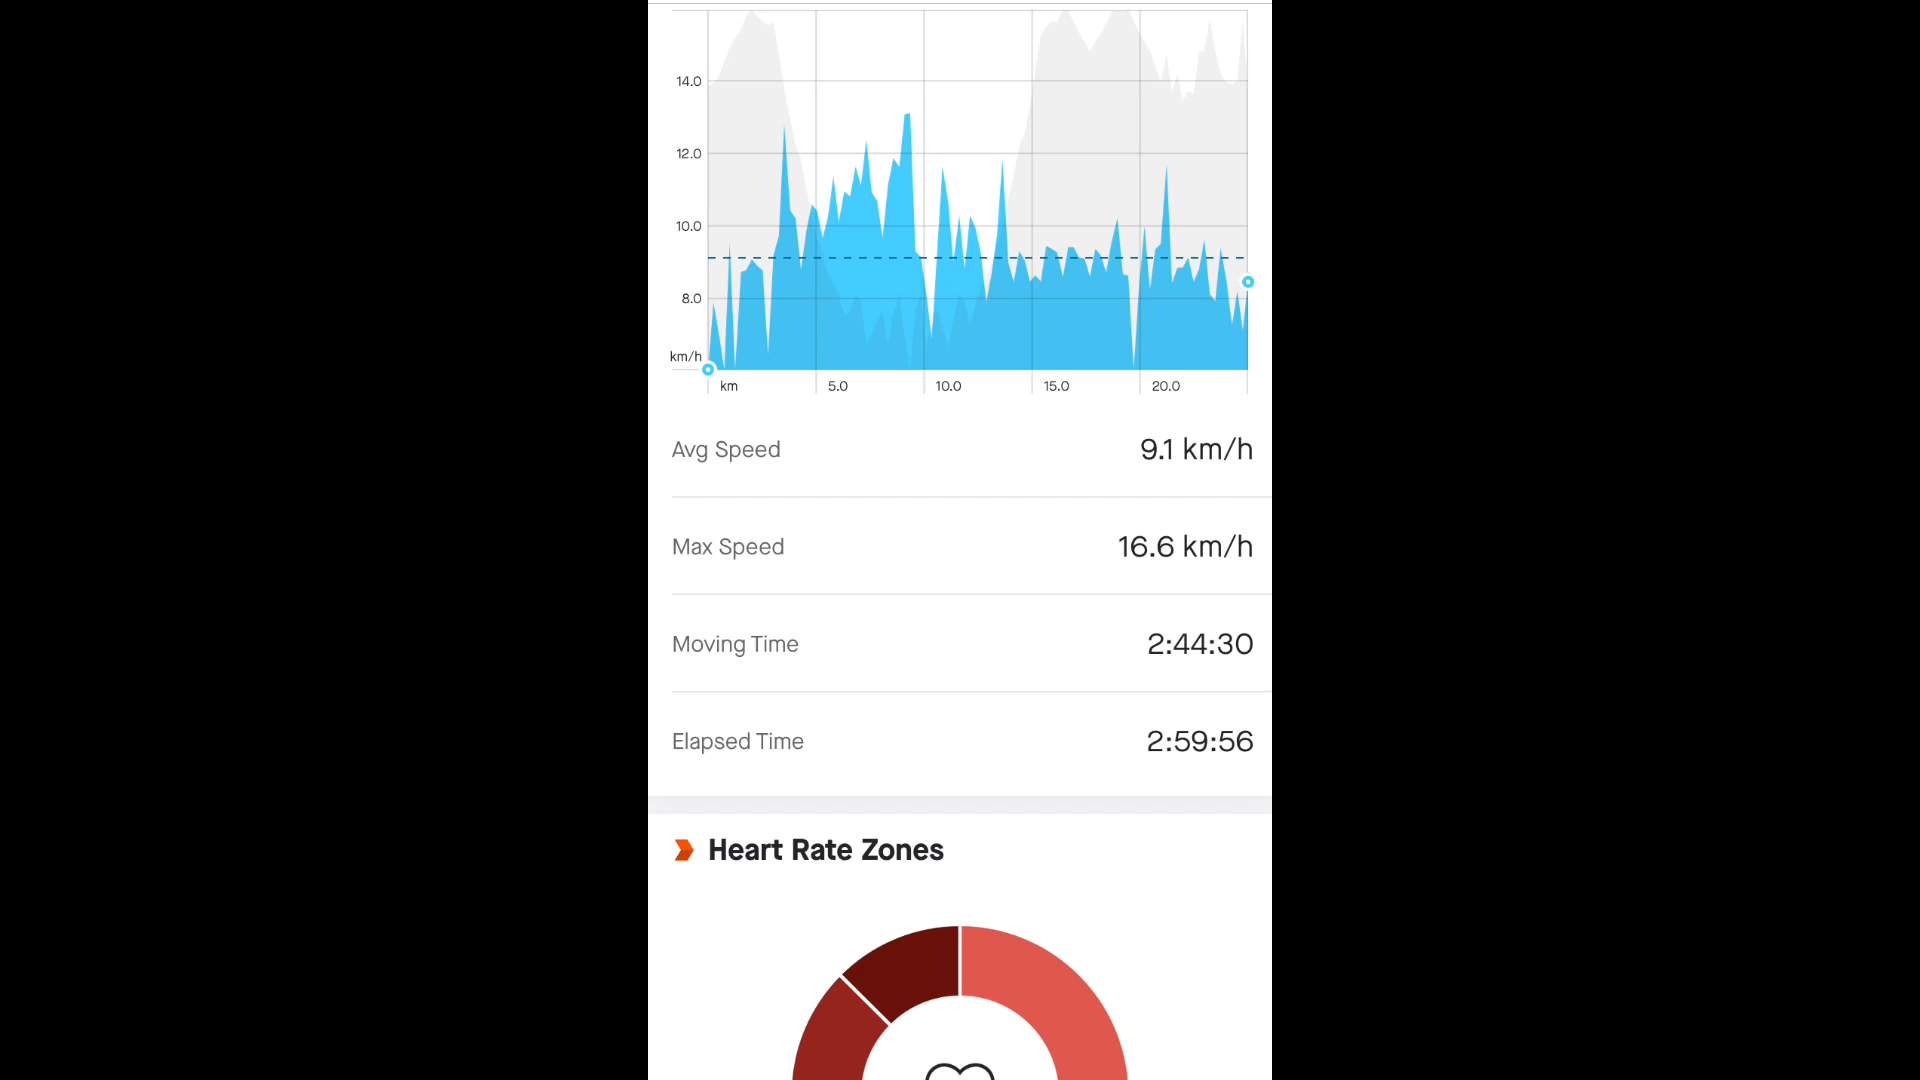 14.0
12.0
10.0
8.0
km/h
km 5.0 10.0 15.0 20.0
Avg Speed 9.1 km/h
Max Speed 16.6 km/h
Moving Time 2:44:30
Elapsed Time 2:59:56
Heart Rate Zones